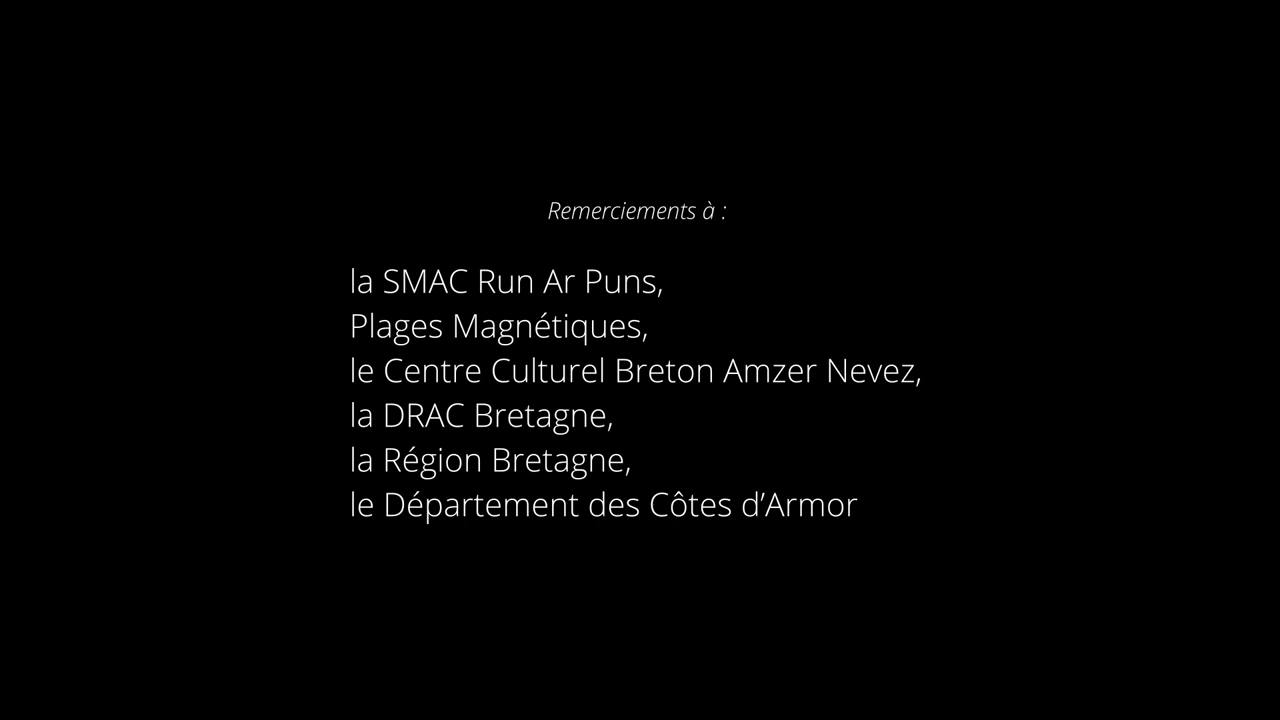 Remerciements à :
la SMAC Run Ar Puns,
Plages Magnétiques,
le Centre Culturel Breton Amzer Nevez,
la DRAC Bretagne,
la Région Bretagne,
le Département des Côtes d’Armor